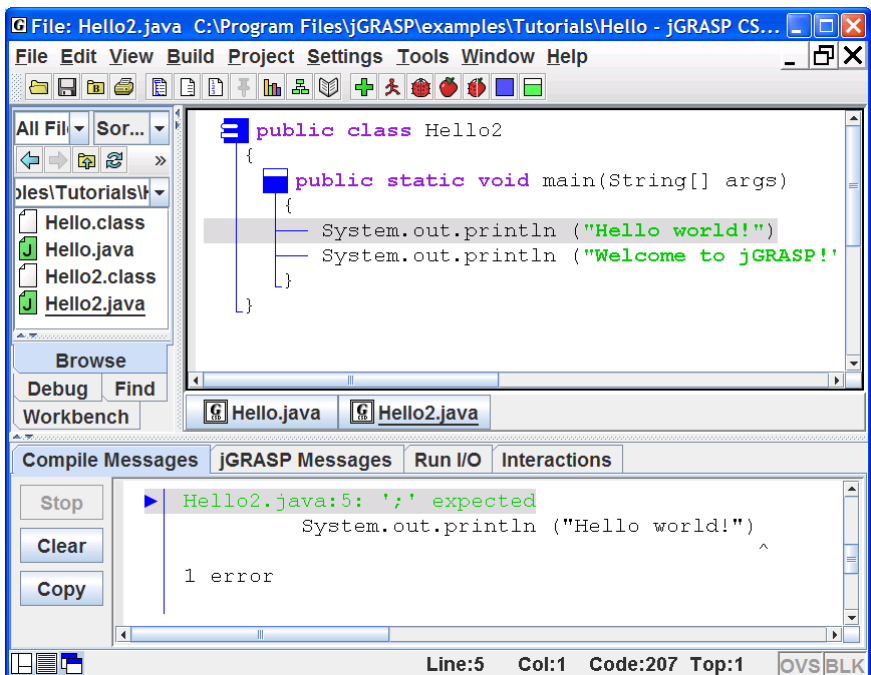 File: Hello2.java C:\Program Files\jGRASP\examples\Tutorials\Hello - jGRASP CS...
File Edit View Build Project Settings Tools Window Help
All Fil Sor...
»
ples\Tutorials\H
Hello.class
Hello.java
Hello2.class
Hello2.java
Browse
Debug Find
Workbench
public class Hello2
{
public static void main(String[] args)
{
System.out.println ("Hello world!")
System.out.println ("Welcome to jGRASP!"
}
}
Hello.java Hello2.java
Compile Messages jGRASP Messages Run I/O Interactions
Stop
Clear
Copy
Hello2.java:5: ';' expected
System.out.println ("Hello world!")
^
1 error
Line:5 Col:1 Code:207 Top:1 OVS BLK